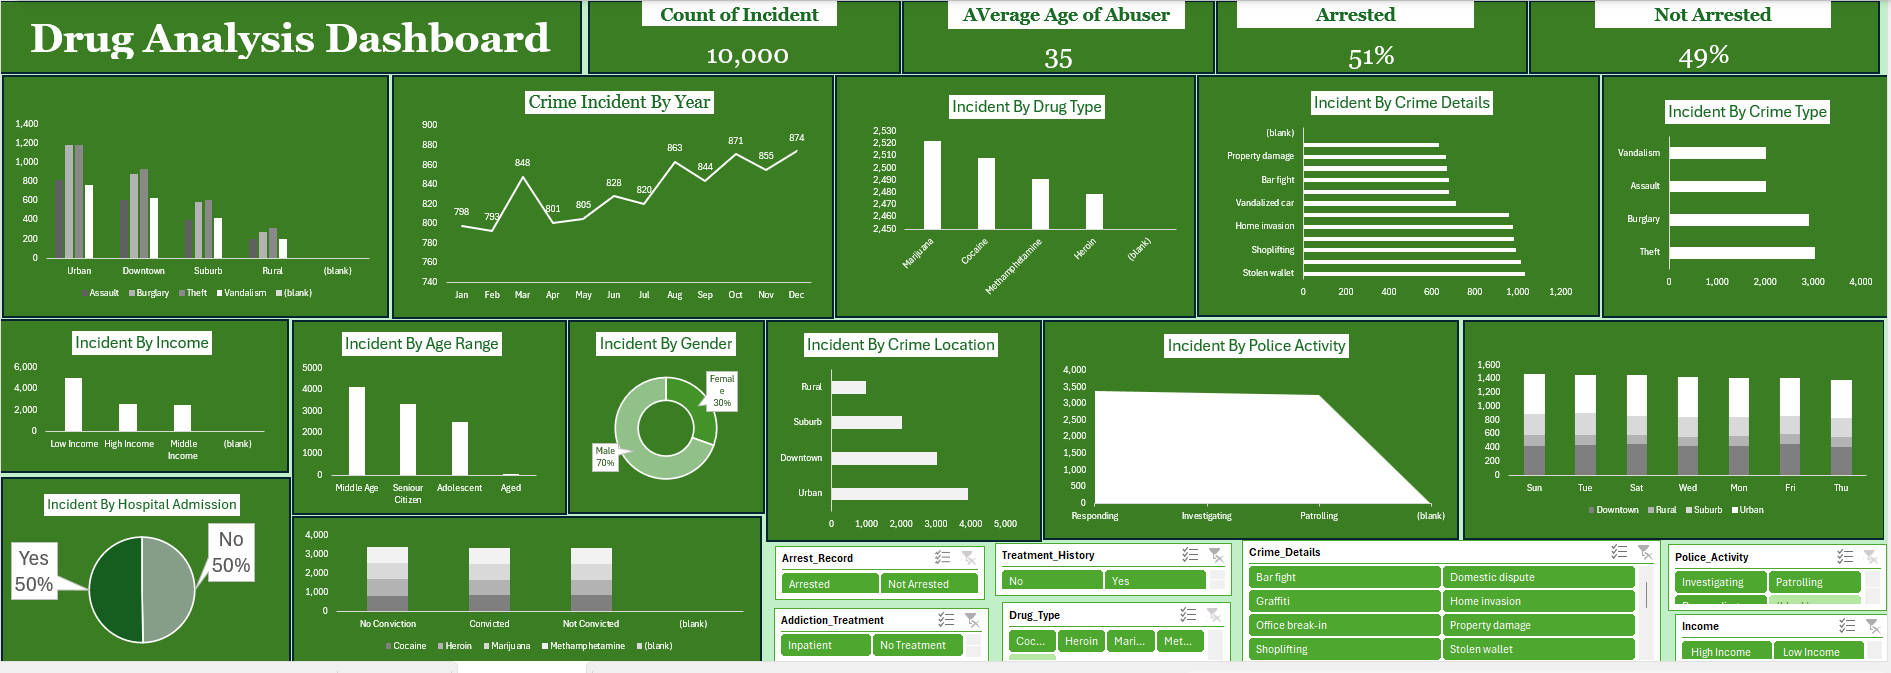 Drug Analysis Dashboard
Count of Incident
10,000
AVerage Age of Abuser
35
Arrested
51%
Not Arrested
49%
1,400
1,200
1,000
800
600
400
200
0
Urban
Downtown
Suburb
Rural
(blank)
Assault
Burglary
Theft
Vandalism
(blank)
Crime Incident By Year
900
880
860
840
820
800
780
760
740
798
793
848
801
805
828
820
863
844
871
855
874
Jan
Feb
Mar
Apr
May
Jun
Jul
Aug
Sep
Oct
Nov
Dec
Incident By Drug Type
2,530
2,520
2,510
2,500
2,490
2,480
2,470
2,460
2,450
Marijuana
Cocaine
Methamphetamine
Heroin
(blank)
Incident By Crime Details
(blank)
Property damage
Bar fight
Vandalized car
Home invasion
Shoplifting
Stolen wallet
0
200
400
600
800
1,000
1,200
Incident By Crime Type
Vandalism
Assault
Burglary
Theft
0
1,000
2,000
3,000
4,000
Incident By Income
6,000
4,000
2,000
0
Low Income
High Income
Middle
Income
(blank)
Incident By Age Range
5000
4000
3000
2000
1000
0
Middle Age
Seniour
Citizen
Adolescent
Aged
Incident By Gender
Femal
e
30%
Male
70%
Incident By Crime Location
Rural
Suburb
Downtown
Urban
0
1,000
2,000
3,000
4,000
5,000
Incident By Police Activity
4,000
3,500
3,000
2,500
2,000
1,500
1,000
500
0
Responding
Investigating
Patrolling
(blank)
1,600
1,400
1,200
1,000
800
600
400
200
0
Sun
Tue
Sat
Wed
Mon
Fri
Thu
Downtown
Rural
Suburb
Urban
Incident By Hospital Admission
Yes
50%
No
50%
4,000
3,000
2,000
1,000
0
No Conviction
Convicted
Not Convicted
(blank)
Cocaine
Heroin
Marijuana
Methamphetamine
(blank)
Arrest_Record
Arrested
Not Arrested
Addiction_Treatment
Inpatient
No Treatment
Treatment_History
No
Yes
Drug_Type
Coc...
Heroin
Mari...
Met...
Crime_Details
Bar fight
Domestic dispute
Graffiti
Home invasion
Office break-in
Property damage
Shoplifting
Stolen wallet
Police_Activity
Investigating
Patrolling
Income
High Income
Low Income